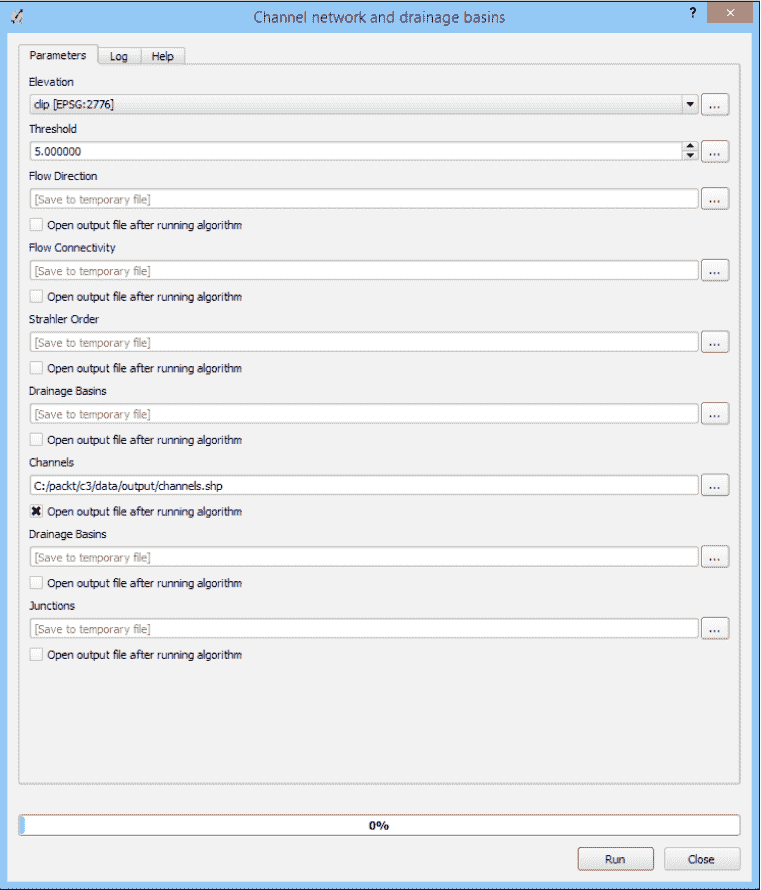 Channel network and drainage basins
?
Parameters Log Help
Elevation
clip [EPSG:2776]
...
Threshold
5.000000
...
Flow Direction
[Save to temporary file]
...
Open output file after running algorithm
Flow Connectivity
[Save to temporary file]
...
Open output file after running algorithm
Strahler Order
[Save to temporary file]
...
Open output file after running algorithm
Drainage Basins
[Save to temporary file]
...
Open output file after running algorithm
Channels
C:/packt/c3/data/output/channels.shp
...
Open output file after running algorithm
Drainage Basins
[Save to temporary file]
...
Open output file after running algorithm
Junctions
[Save to temporary file]
...
Open output file after running algorithm
0%
Run Close